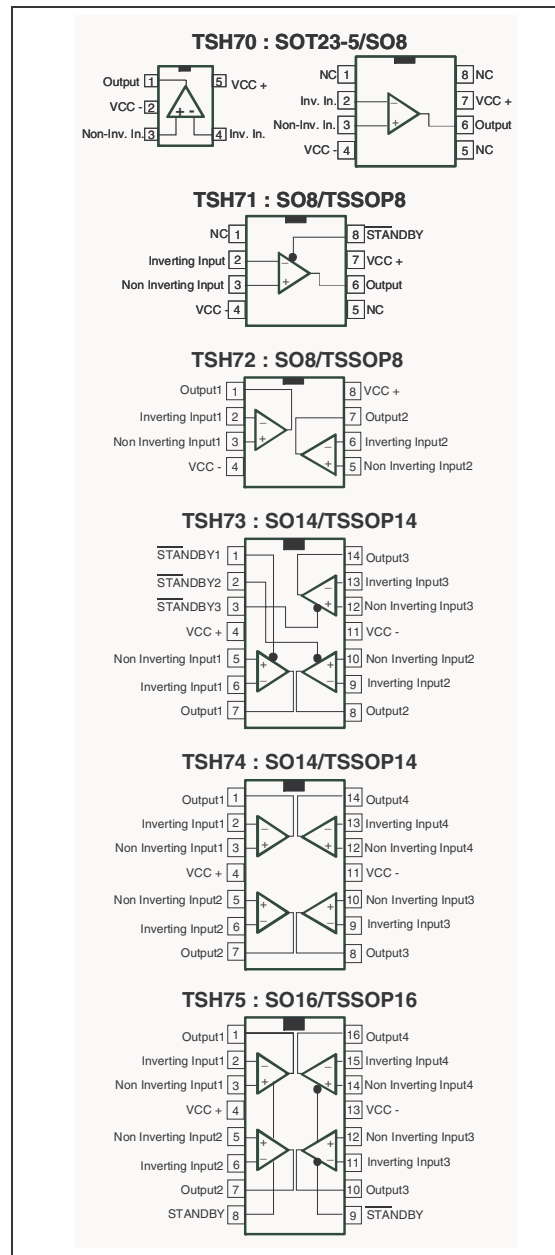 TSH70 : SOT23-5/SO8
Output 1
5 VCC +
VCC - 2
Non-Inv. In. 3
4 Inv. In.
+ -
NC 1
8 NC
Inv. In. 2
7 VCC +
Non-Inv. In. 3
6 Output
VCC - 4
5 NC
TSH71 : SO8/TSSOP8
NC 1
8 STANDBY
Inverting Input 2
7 VCC +
Non Inverting Input 3
6 Output
VCC - 4
5 NC
TSH72 : SO8/TSSOP8
Output1 1
8 VCC +
Inverting Input1 2
7 Output2
Non Inverting Input1 3
6 Inverting Input2
VCC - 4
5 Non Inverting Input2
TSH73 : SO14/TSSOP14
STANDBY1 1
14 Output3
STANDBY2 2
13 Inverting Input3
STANDBY3 3
12 Non Inverting Input3
VCC + 4
11 VCC -
Non Inverting Input1 5
10 Non Inverting Input2
Inverting Input1 6
9 Inverting Input2
Output1 7
8 Output2
TSH74 : SO14/TSSOP14
Output1 1
14 Output4
Inverting Input1 2
13 Inverting Input4
Non Inverting Input1 3
12 Non Inverting Input4
VCC + 4
11 VCC -
Non Inverting Input2 5
10 Non Inverting Input3
Inverting Input2 6
9 Inverting Input3
Output2 7
8 Output3
TSH75 : SO16/TSSOP16
Output1 1
16 Output4
Inverting Input1 2
15 Inverting Input4
Non Inverting Input1 3
14 Non Inverting Input4
VCC + 4
13 VCC -
Non Inverting Input2 5
12 Non Inverting Input3
Inverting Input2 6
11 Inverting Input3
Output2 7
10 Output3
STANDBY 8
9 STANDBY